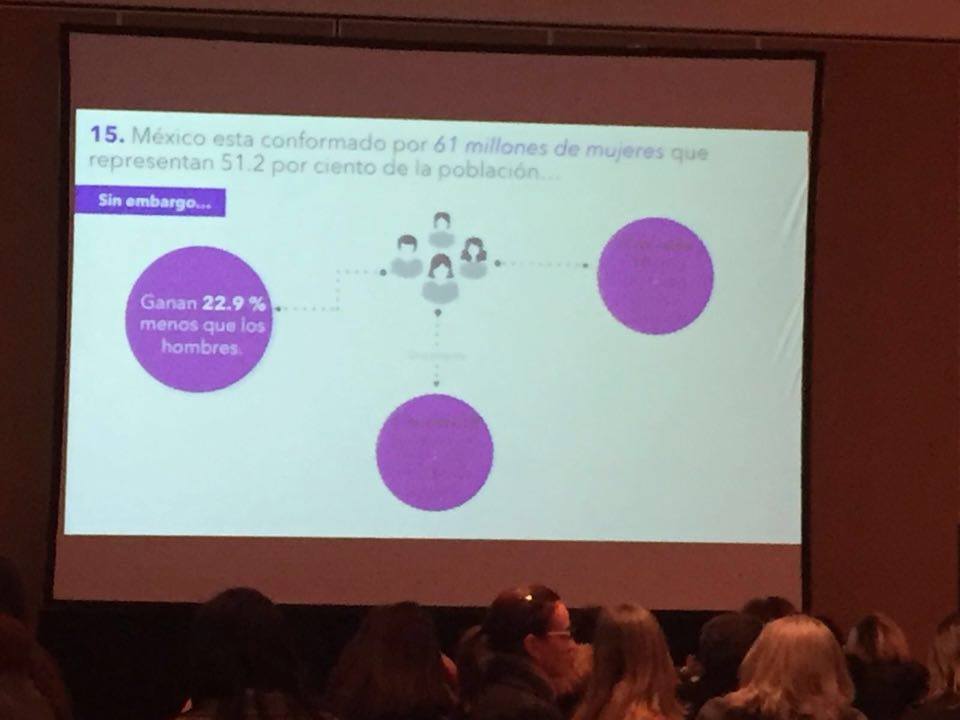 15. México esta conformado por 61 millones de mujeres que
representan 51.2 por ciento de la población...
Sin embargo...
Ganan 22.9 %
menos que los
hombres.